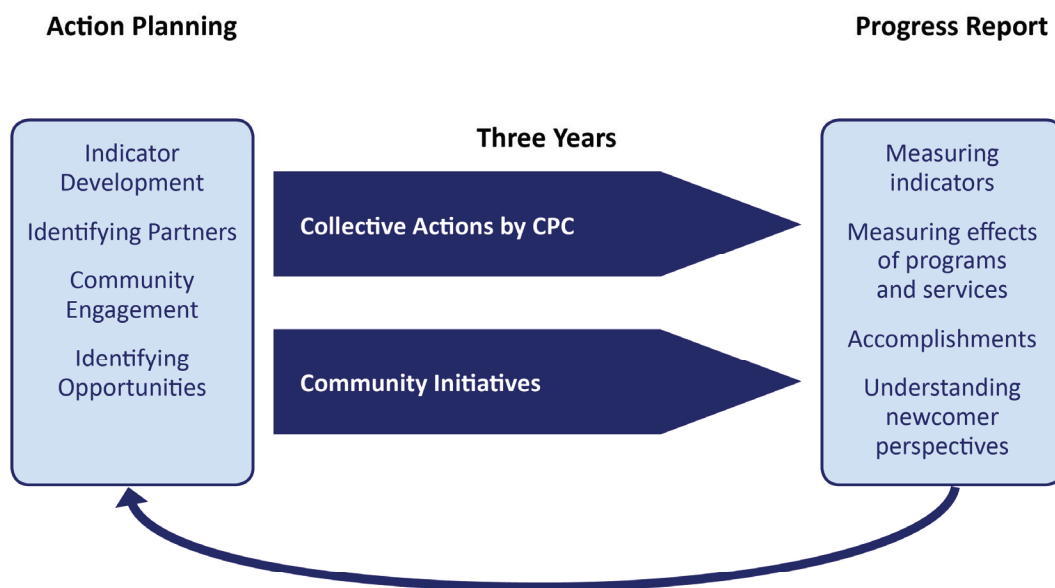 Action Planning
Progress Report
Indicator
Development
Identifying Partners
Community
Engagement
Identifying
Opportunities
Three Years
Collective Actions by CPC
Community Initiatives
Measuring
indicators
Measuring effects
of programs
and services
Accomplishments
Understanding
newcomer
perspectives